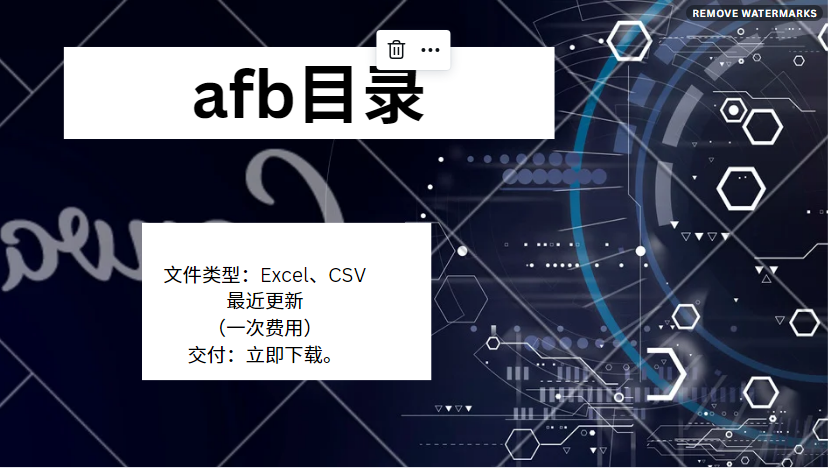 REMOVE WATERMARKS
afb目录
Canva
文件类型：Excel、CSV
最近更新
（一次费用）
交付：立即下载。